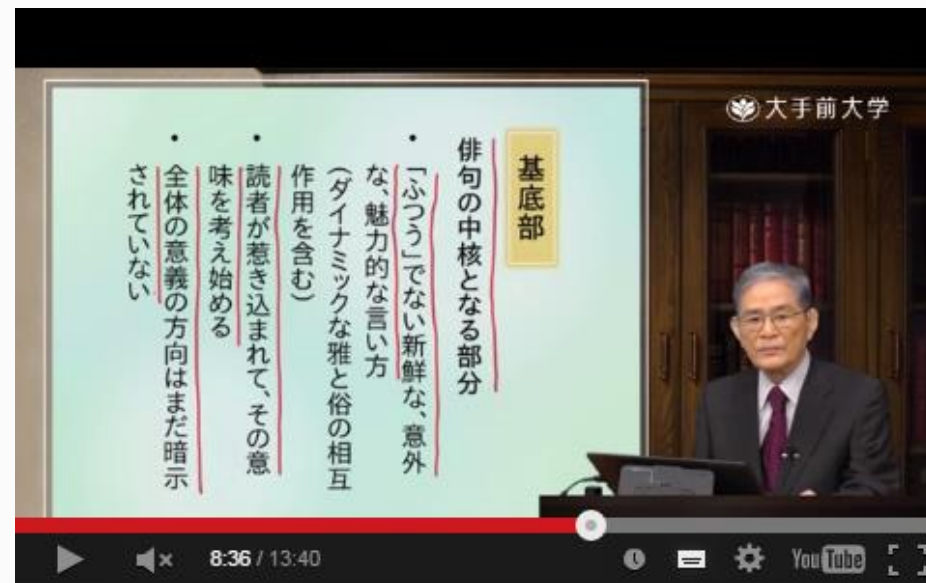 大手前大学
基底部
俳句の中核となる部分
・「ふつう」でない新鮮な、意外
な、魅力的な言い方
（ダイナミックな雅と俗の相互
作用を含む）
・読者が惹き込まれて、その意
味を考え始める
・全体の意義の方向はまだ暗示
されていない
8:36 / 13:40
YouTube